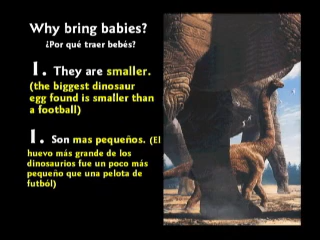 Why bring babies?
¿Por qué traer bebés?
1. They are smaller.
(the biggest dinosaur
egg found is smaller than
a football)
1. Son mas pequeños. (El
huevo más grande de los
dinosaurios fue un poco más
pequeño que una pelota de
futból)